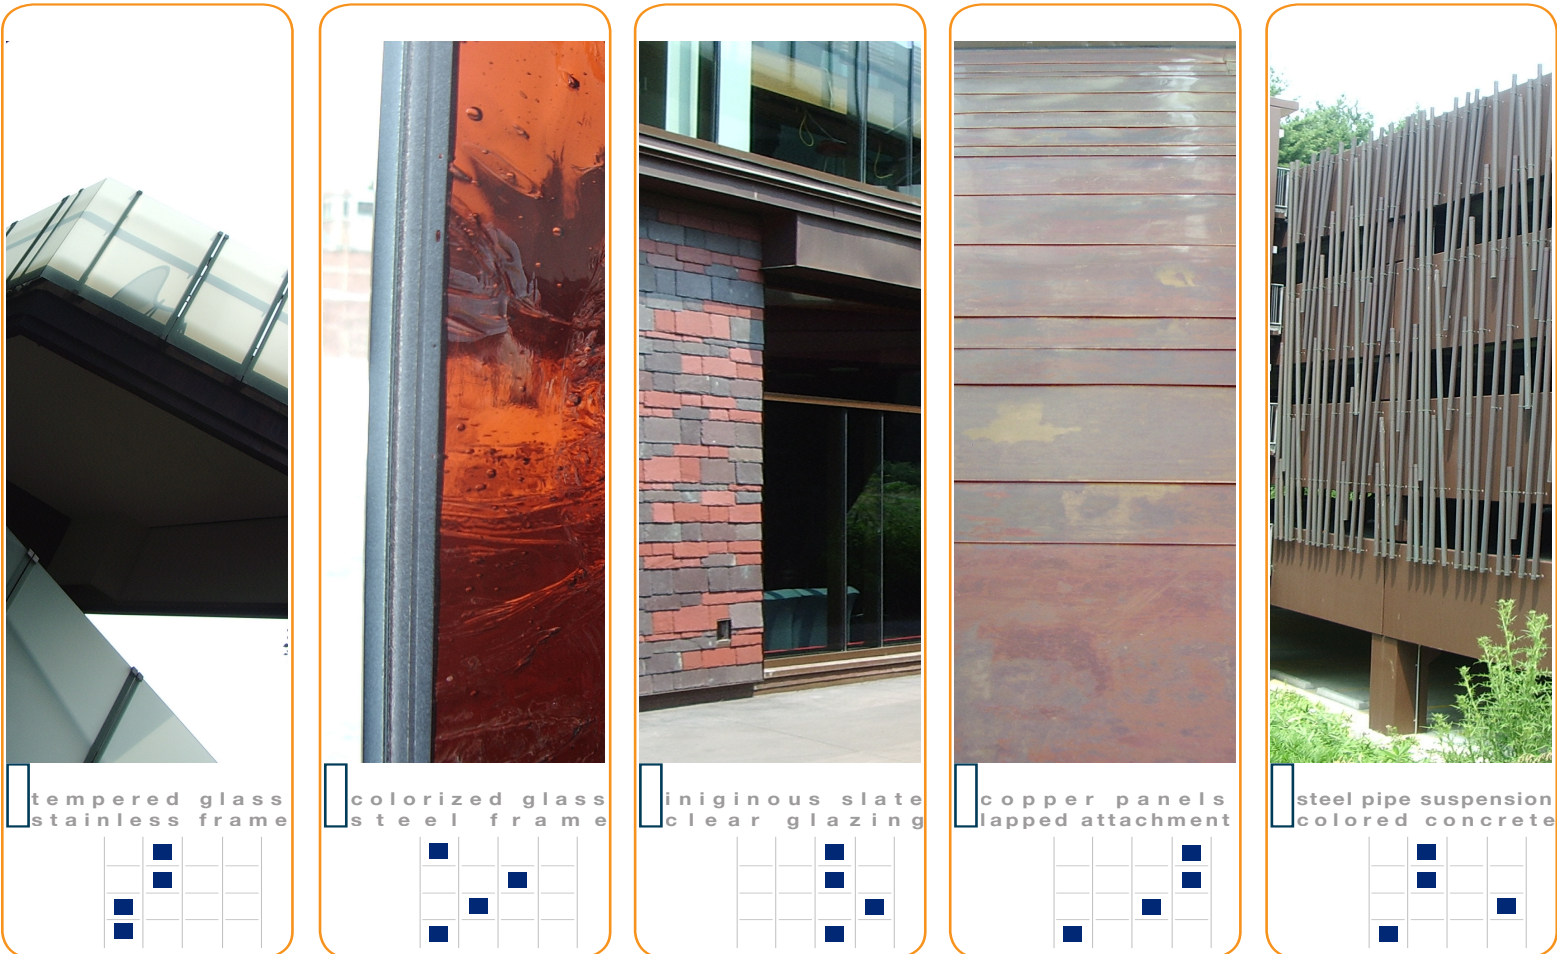 tempered glass
stainless frame
colorized glass
steel frame
iniginous slate
clear glazing
copper panels
lapped attachment
steel pipe suspension
colored concrete